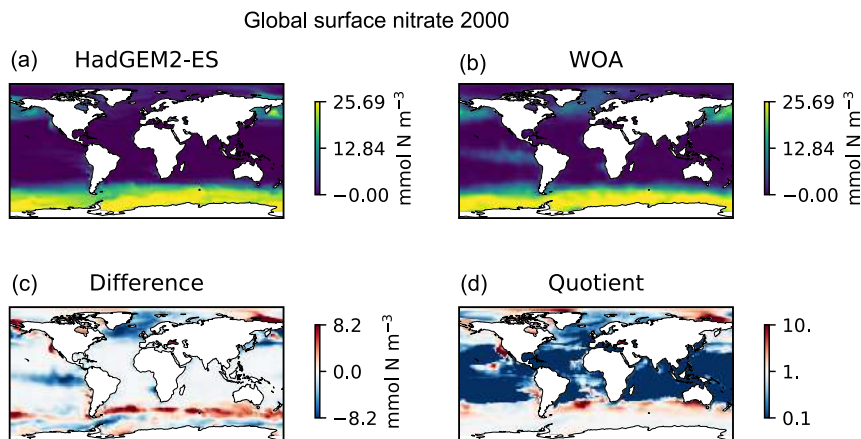 Global surface nitrate 2000
(a) HadGEM2-ES
25.69
12.84
−0.00
mmol N m⁻³
(b) WOA
25.69
12.84
−0.00
mmol N m⁻³
(c) Difference
8.2
0.0
−8.2
mmol N m⁻³
(d) Quotient
10.
1.
0.1